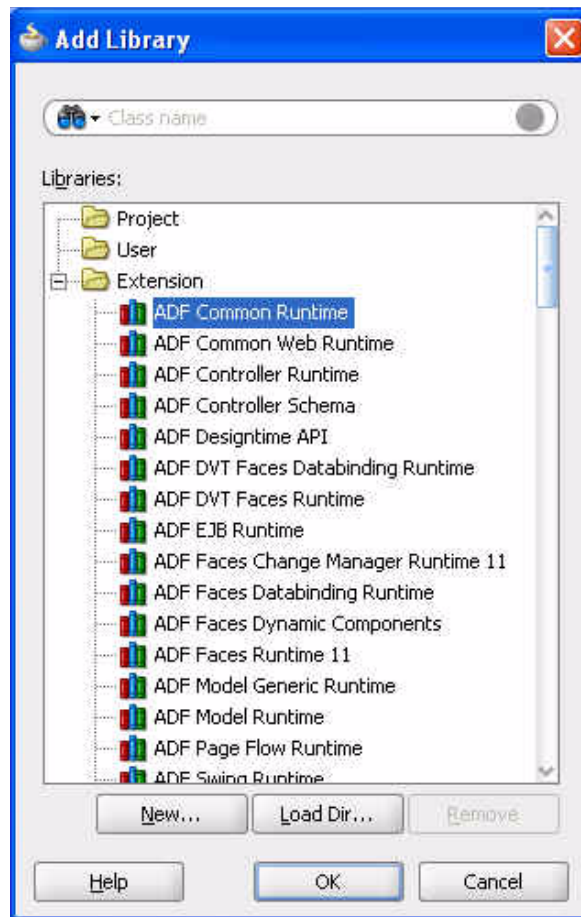 Add Library
Class name
Libraries:
Project
User
Extension
ADF Common Runtime
ADF Common Web Runtime
ADF Controller Runtime
ADF Controller Schema
ADF Designtime API
ADF DVT Faces Databinding Runtime
ADF DVT Faces Runtime
ADF EJB Runtime
ADF Faces Change Manager Runtime 11
ADF Faces Databinding Runtime
ADF Faces Dynamic Components
ADF Faces Runtime 11
ADF Model Generic Runtime
ADF Model Runtime
ADF Page Flow Runtime
ADF Swing Runtime
New... Load Dir... Remove
Help OK Cancel